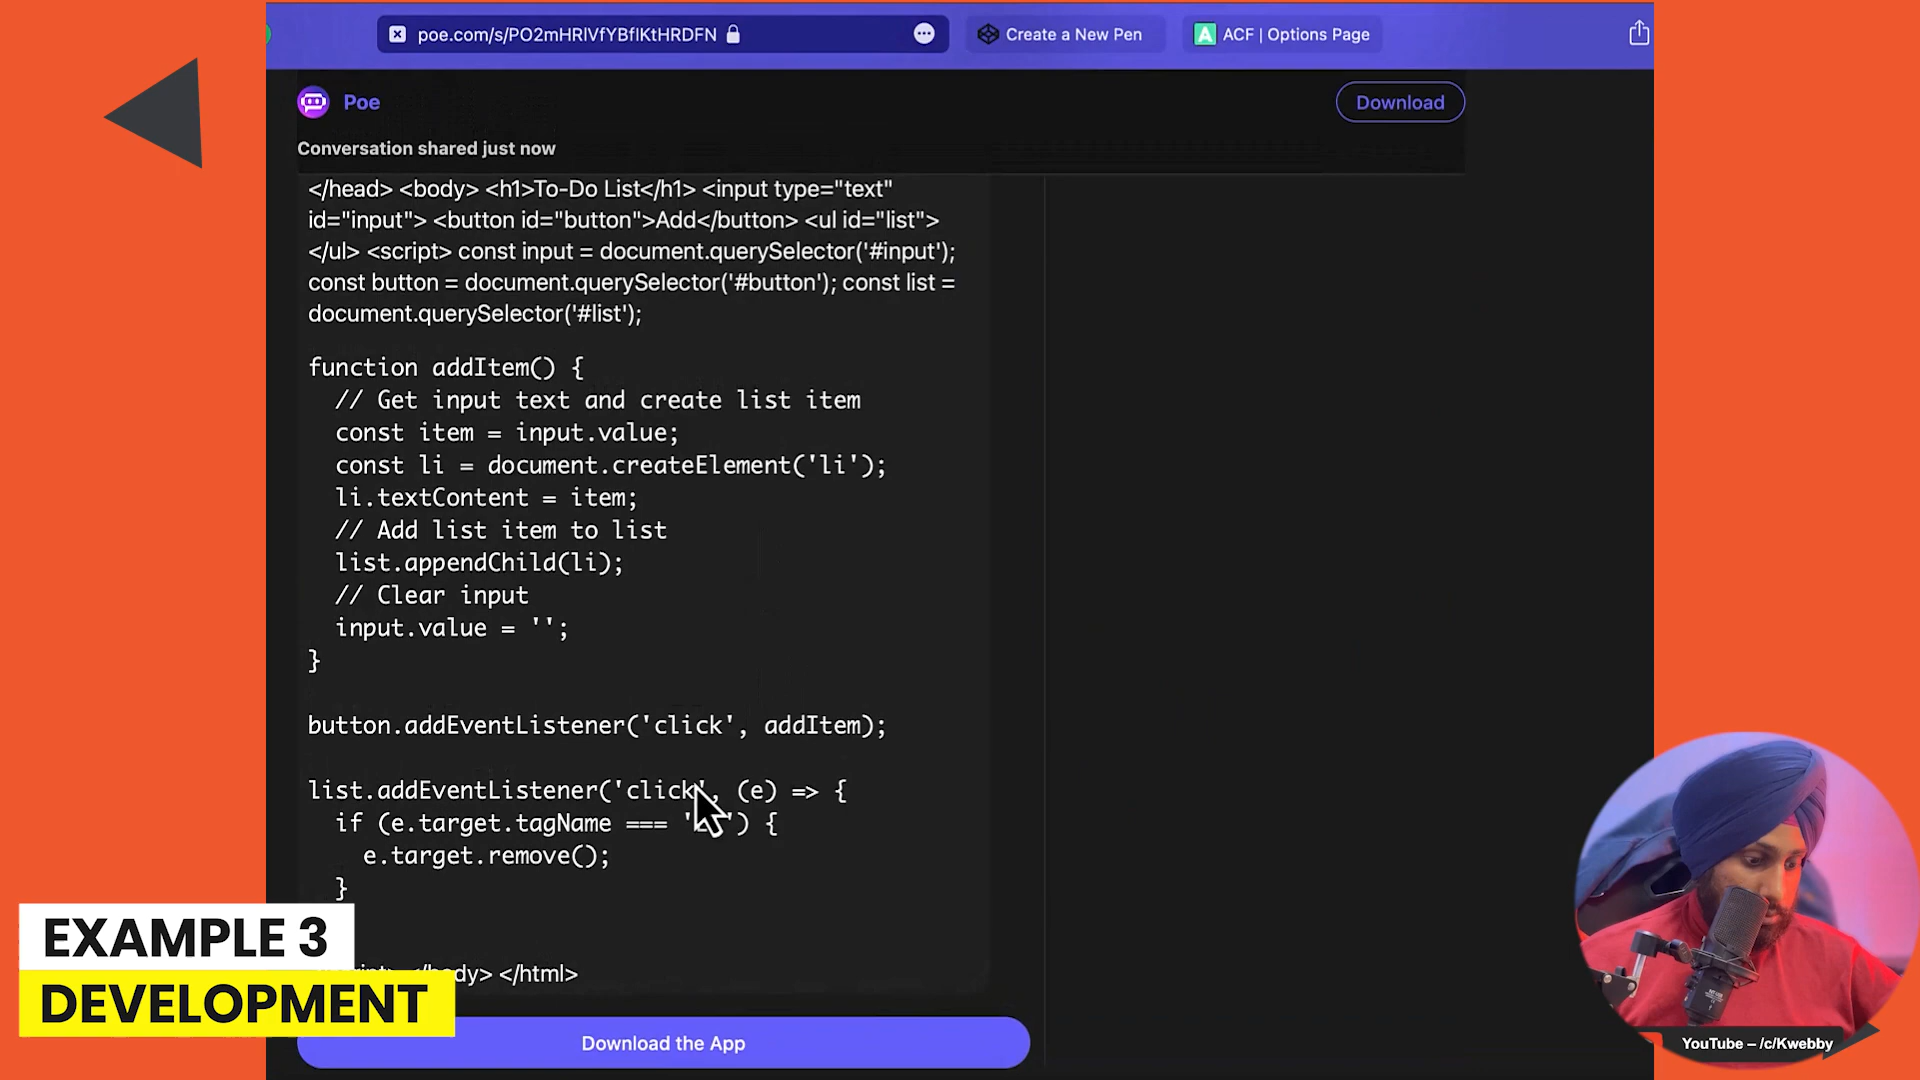 poe.com/s/PO2mHRlVfYBflKtHRDFN
Create a New Pen
A
ACF | Options Page
Poe
Download
Conversation shared just now
</head> <body> <h1>To-Do List</h1> <input type="text"
id="input"> <button id="button">Add</button> <ul id="list">
</ul> <script> const input = document.querySelector('#input');
const button = document.querySelector('#button'); const list =
document.querySelector('#list');
function addItem() {
// Get input text and create list item
const item = input.value;
const li = document.createElement('li');
li.textContent = item;
// Add list item to list
list.appendChild(li);
// Clear input
input.value = '';
}
button.addEventListener('click', addItem);
list.addEventListener('click', (e) => {
if (e.target.tagName === ' ') {
e.target.remove();
}
</body> </html>
EXAMPLE 3
DEVELOPMENT
Download the App
YouTube – /c/Kwebby